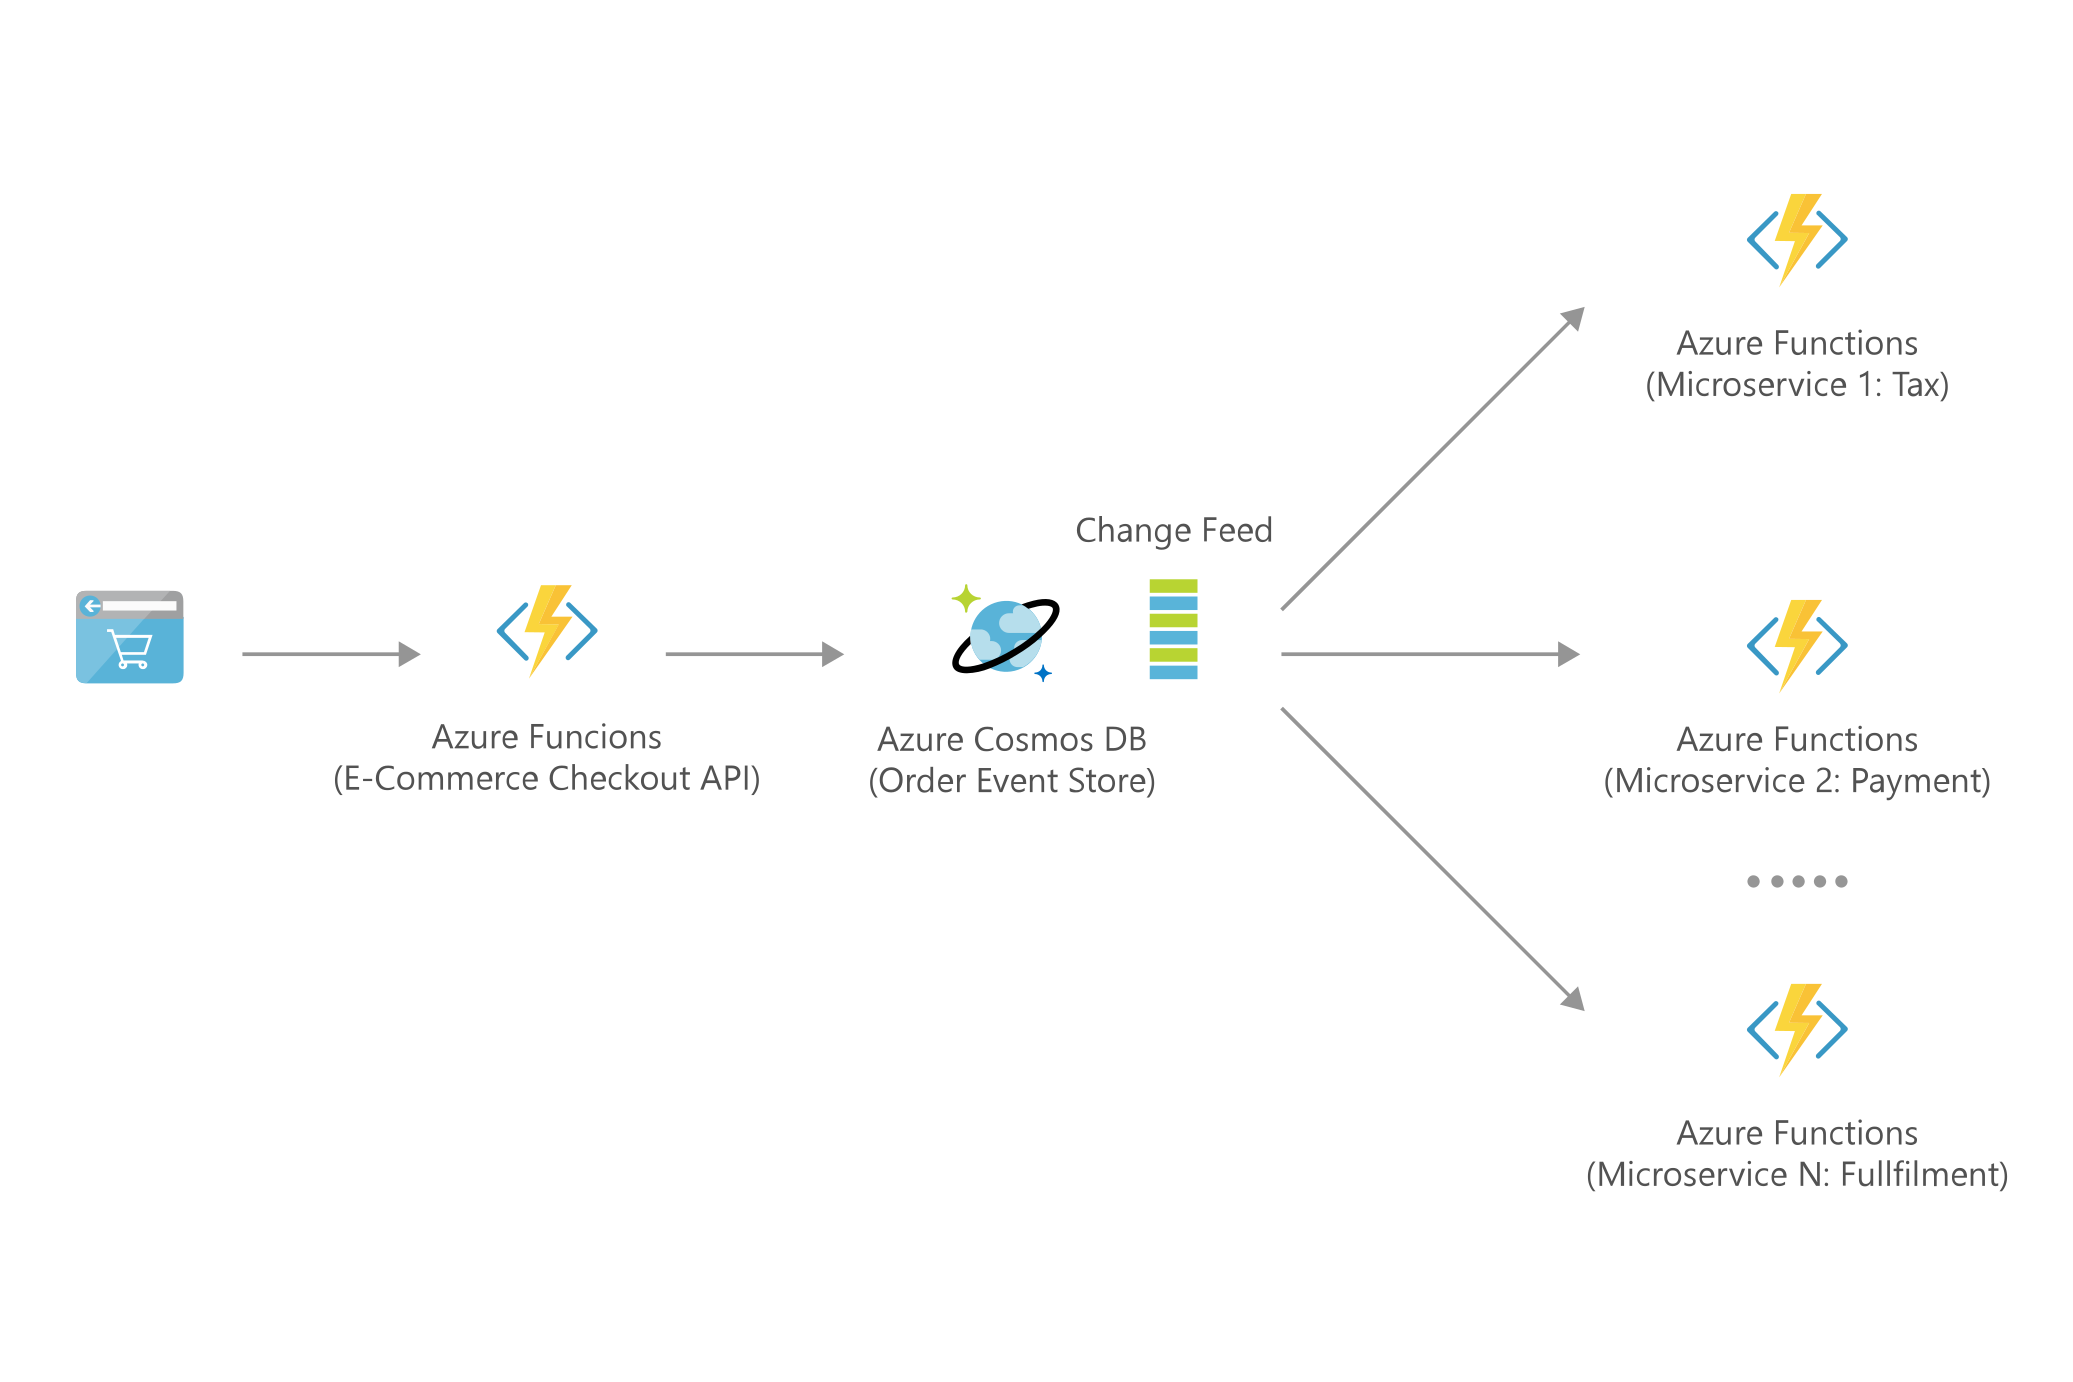 Azure Funcions
(E-Commerce Checkout API)
Change Feed
Azure Cosmos DB
(Order Event Store)
Azure Functions
(Microservice 1: Tax)
Azure Functions
(Microservice 2: Payment)
Azure Functions
(Microservice N: Fullfilment)